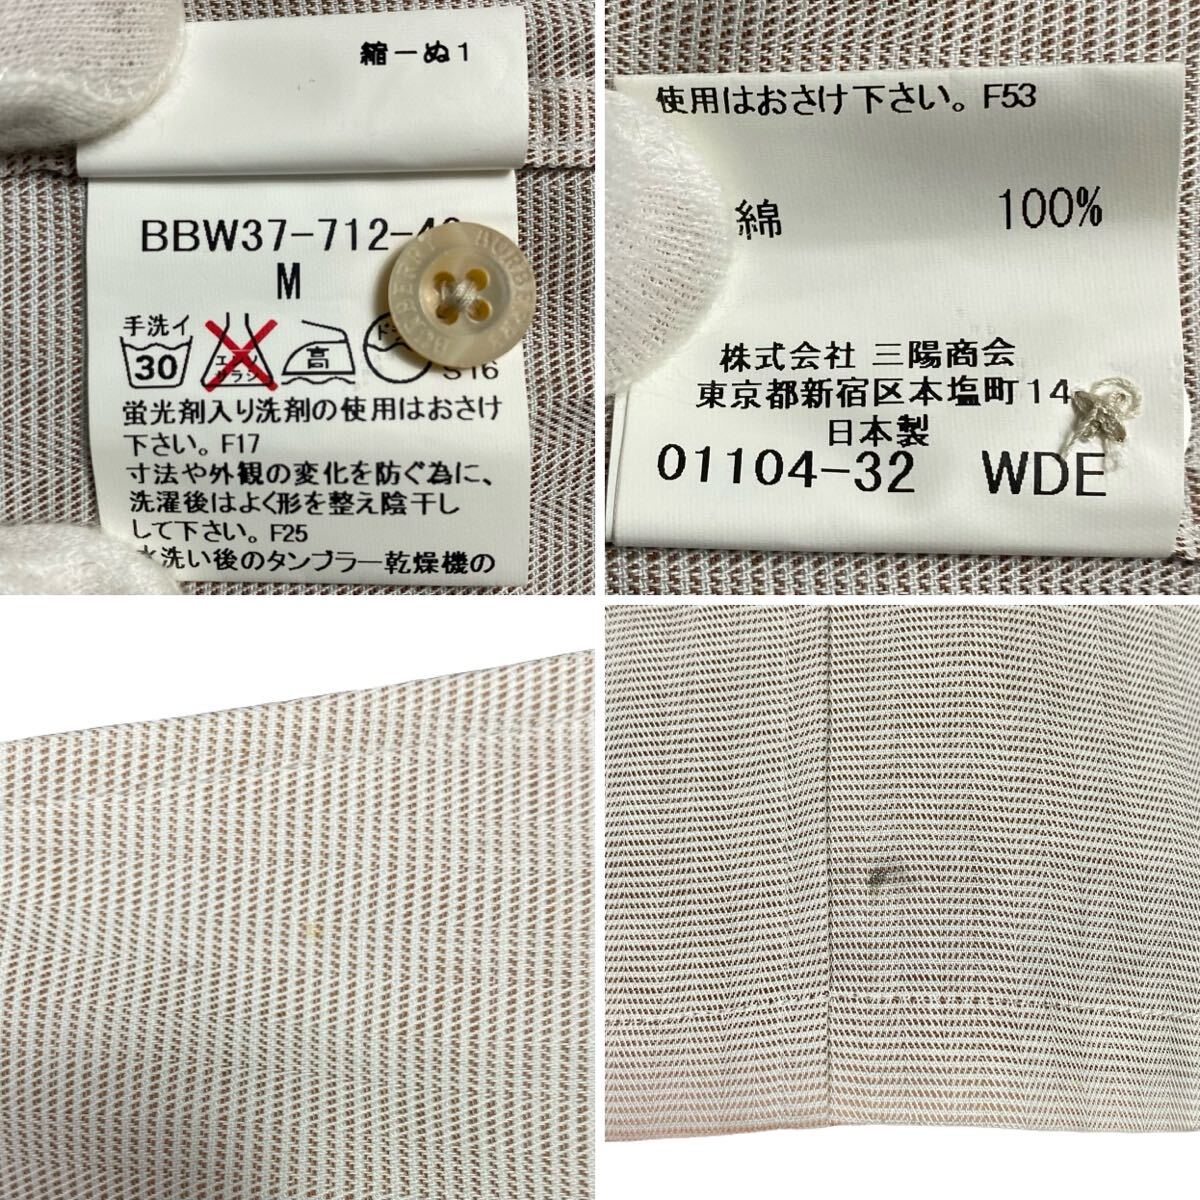 縮ーぬ1
BBW37-712-4
M
手洗イ
30
高
S16
蛍光剤入り洗剤の使用はおさけ
下さい。F17
寸法や外観の変化を防ぐ為に、
洗濯後はよく形を整え陰干し
して下さい。F25
水洗い後のタンブラー乾燥機の
BURBERRY
使用はおさけ下さい。F53
綿 100%
株式会社 三陽商会
東京都新宿区本塩町14
日本製
01104-32 WDE